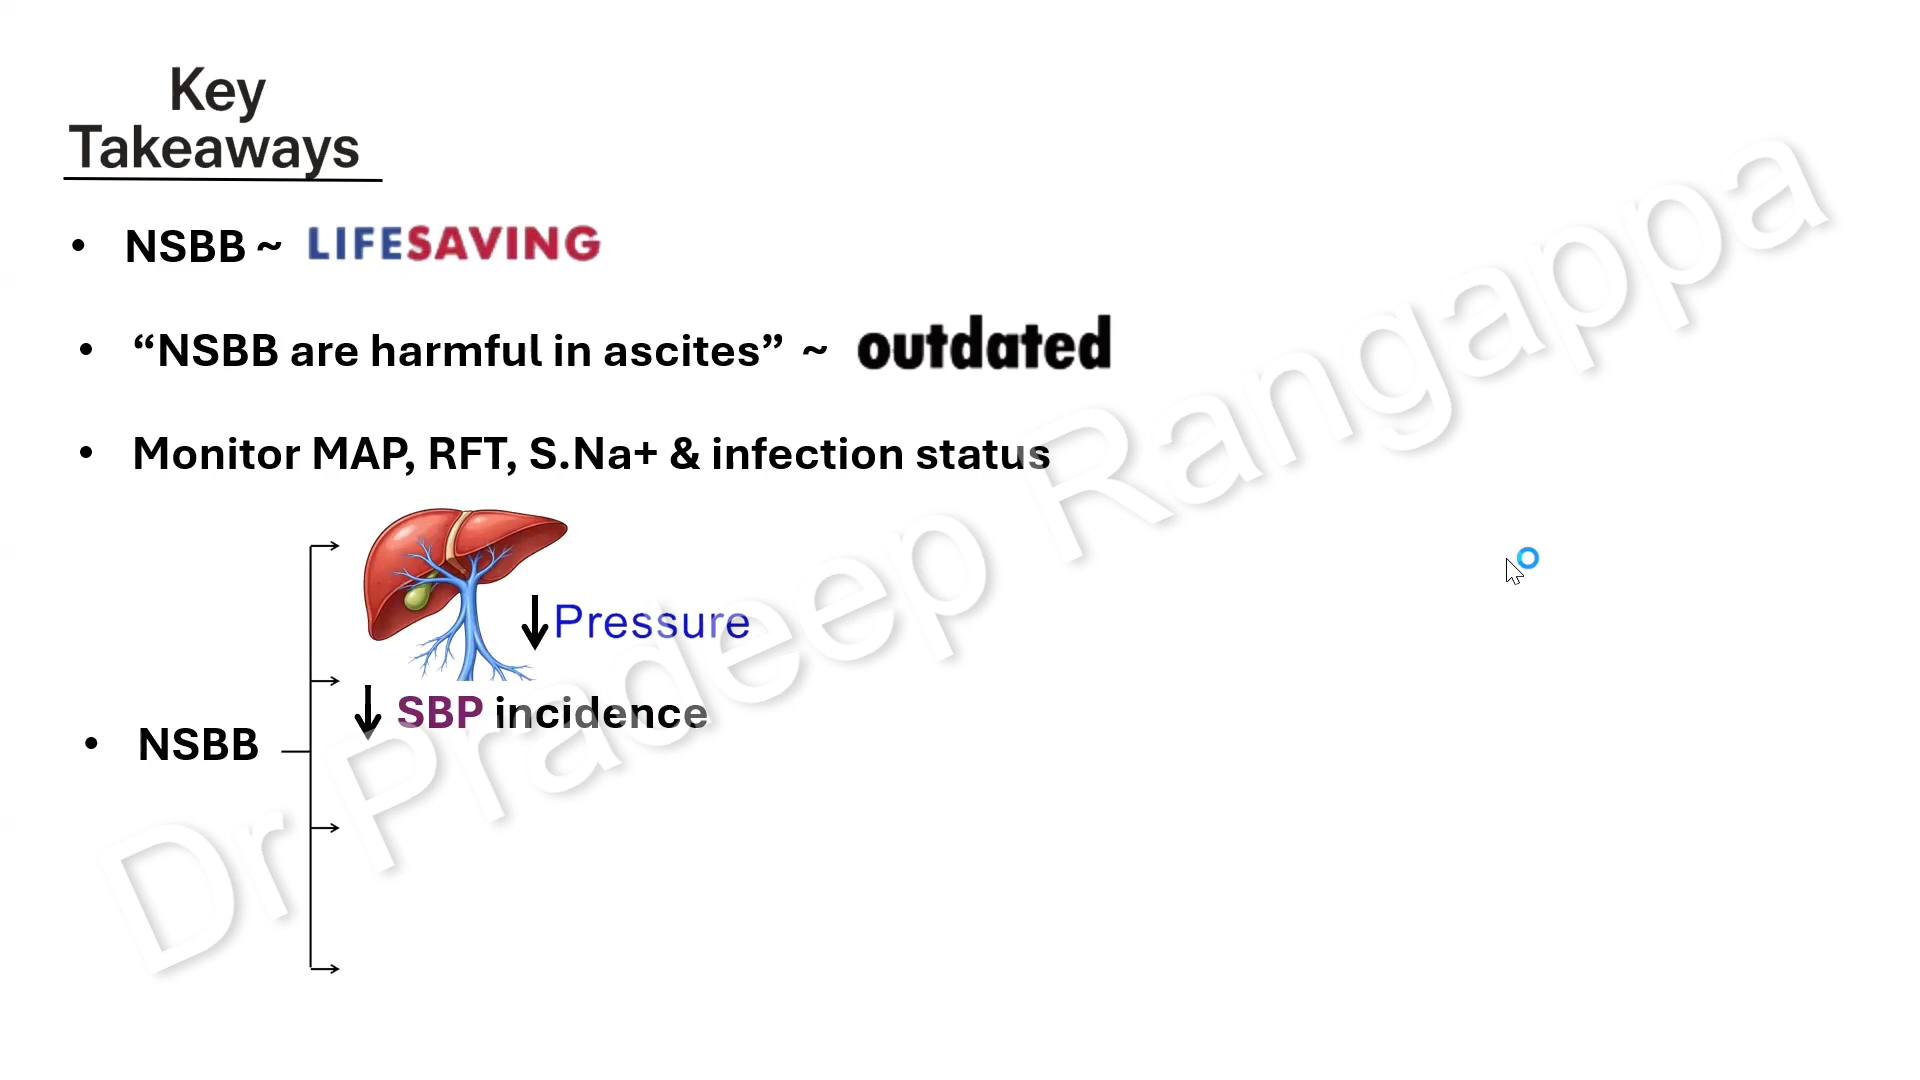 Key
Takeaways
• NSBB ~ LIFESAVING
• “NSBB are harmful in ascites” ~ outdated
• Monitor MAP, RFT, S.Na+ & infection status
↓ Pressure
↓ SBP incidence
• NSBB
Dr Pradeep Rangappa